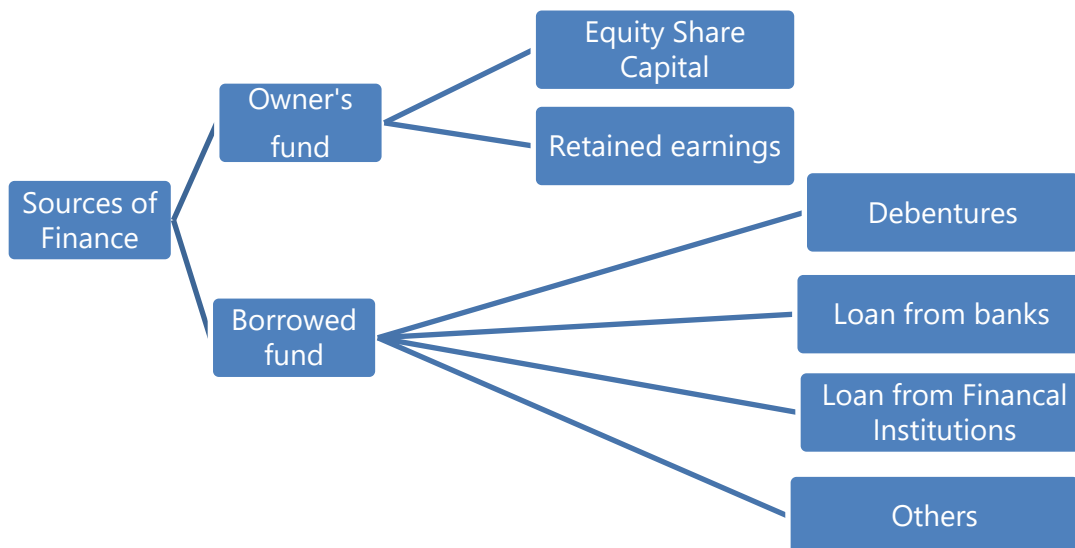 Sources of
Finance
Owner's
fund
Equity Share
Capital
Retained earnings
Borrowed
fund
Debentures
Loan from banks
Loan from Financal
Institutions
Others